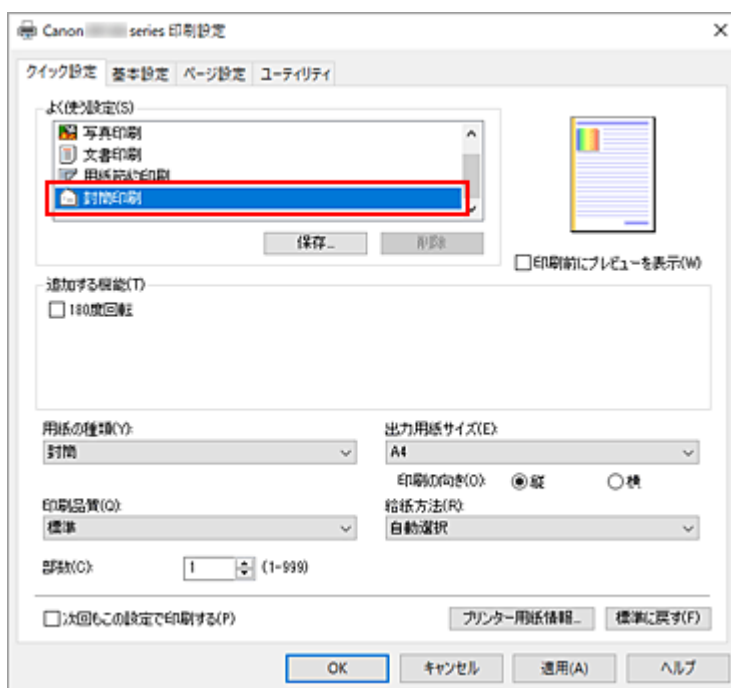 Canon series 印刷設定
クイック設定 基本設定 ページ設定 ユーティリティ
よく使う設定(S)
写真印刷
文書印刷
用紙節約印刷
封筒印刷
保存...
削除
印刷前にプレビューを表示(W)
追加する機能(T)
180度回転
用紙の種類(Y):
封筒
出力用紙サイズ(E):
A4
印刷の向き(O): 縦 横
印刷品質(Q):
標準
給紙方法(R):
自動選択
部数(C): 1 (1-999)
次回もこの設定で印刷する(P)
プリンター用紙情報... 標準に戻す(F)
OK キャンセル 適用(A) ヘルプ